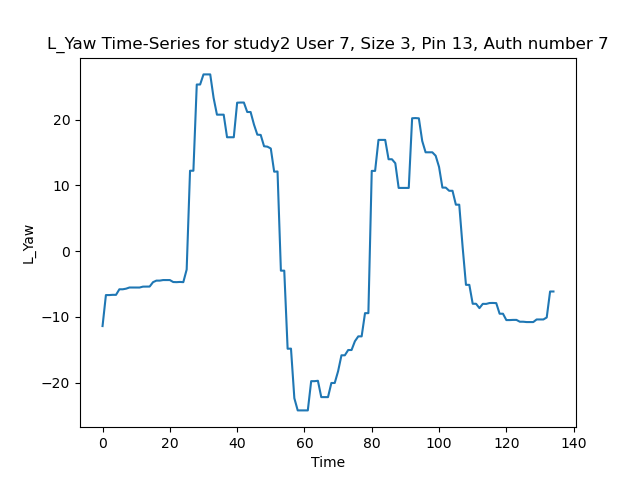 L_Yaw Time-Series for study2 User 7, Size 3, Pin 13, Auth number 7
20
10
0
−10
−20
L_Yaw
0 20 40 60 80 100 120 140
Time